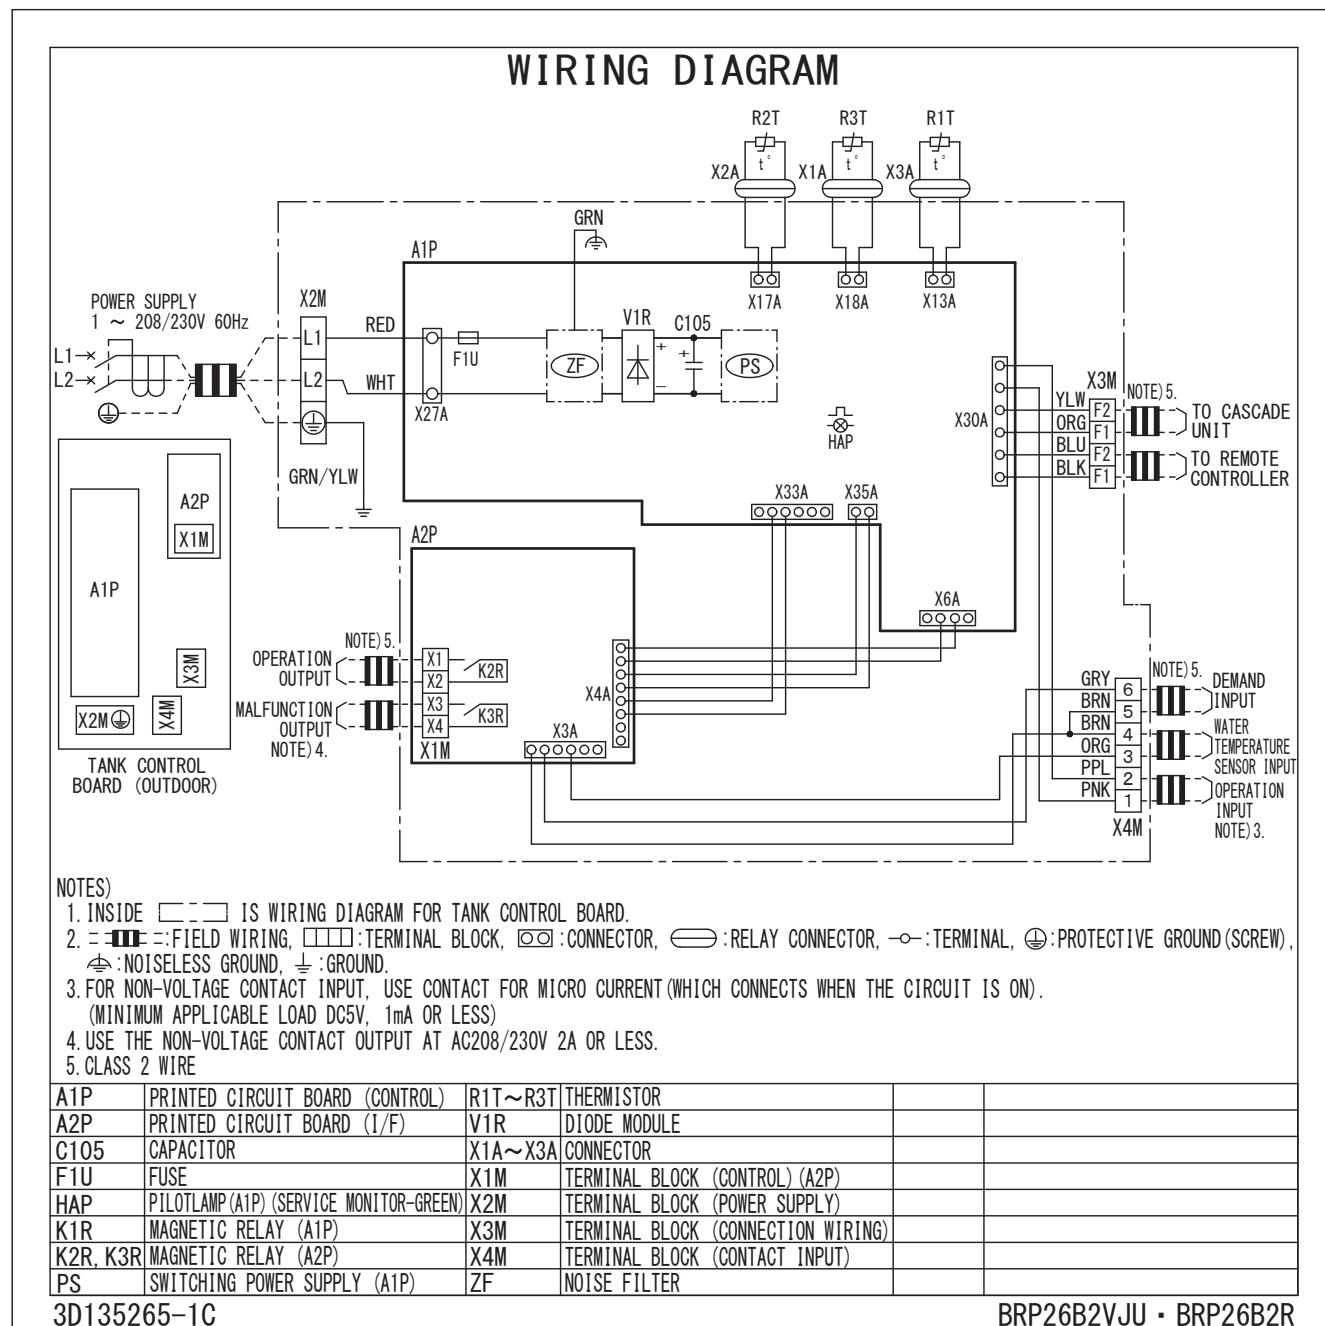 WIRING DIAGRAM
R2T R3T R1T
t° t° t°
X2A X1A X3A
GRN
A1P
X17A X18A X13A
POWER SUPPLY
1 ~ 208/230V 60Hz
X2M
L1 RED
F1U
V1R C105
+ +
ZF PS
L1
L2
L2 WHT
−
X27A
HAP
X30A
X3M
NOTE)5.
YLW F2
ORG F1
BLU F2
BLK F1
TO CASCADE
UNIT
TO REMOTE
CONTROLLER
GRN/YLW
A2P
X1M
A1P
X3M
X4M
X2M
TANK CONTROL
BOARD (OUTDOOR)
X33A X35A
A2P
X6A
NOTE)5.
OPERATION
OUTPUT
X1
X2
K2R
MALFUNCTION
OUTPUT
NOTE)4.
X3
X4
K3R
X1M
X4A
X3A
GRY 6
BRN 5
BRN 4
ORG 3
PPL 2
PNK 1
X4M
NOTE)5.
DEMAND
INPUT
WATER
TEMPERATURE
SENSOR INPUT
OPERATION
INPUT
NOTE)3.
NOTES)
1. INSIDE IS WIRING DIAGRAM FOR TANK CONTROL BOARD.
2. :FIELD WIRING, :TERMINAL BLOCK, :CONNECTOR, :RELAY CONNECTOR, :TERMINAL, :PROTECTIVE GROUND(SCREW),
:NOISELESS GROUND, :GROUND.
3. FOR NON-VOLTAGE CONTACT INPUT, USE CONTACT FOR MICRO CURRENT(WHICH CONNECTS WHEN THE CIRCUIT IS ON).
(MINIMUM APPLICABLE LOAD DC5V, 1mA OR LESS)
4. USE THE NON-VOLTAGE CONTACT OUTPUT AT AC208/230V 2A OR LESS.
5. CLASS 2 WIRE
A1P PRINTED CIRCUIT BOARD (CONTROL) R1T~R3T THERMISTOR
A2P PRINTED CIRCUIT BOARD (I/F) V1R DIODE MODULE
C105 CAPACITOR X1A~X3A CONNECTOR
F1U FUSE X1M TERMINAL BLOCK (CONTROL)(A2P)
HAP PILOTLAMP(A1P)(SERVICE MONITOR-GREEN) X2M TERMINAL BLOCK (POWER SUPPLY)
K1R MAGNETIC RELAY (A1P) X3M TERMINAL BLOCK (CONNECTION WIRING)
K2R, K3R MAGNETIC RELAY (A2P) X4M TERMINAL BLOCK (CONTACT INPUT)
PS SWITCHING POWER SUPPLY (A1P) ZF NOISE FILTER
3D135265-1C BRP26B2VJU・BRP26B2R